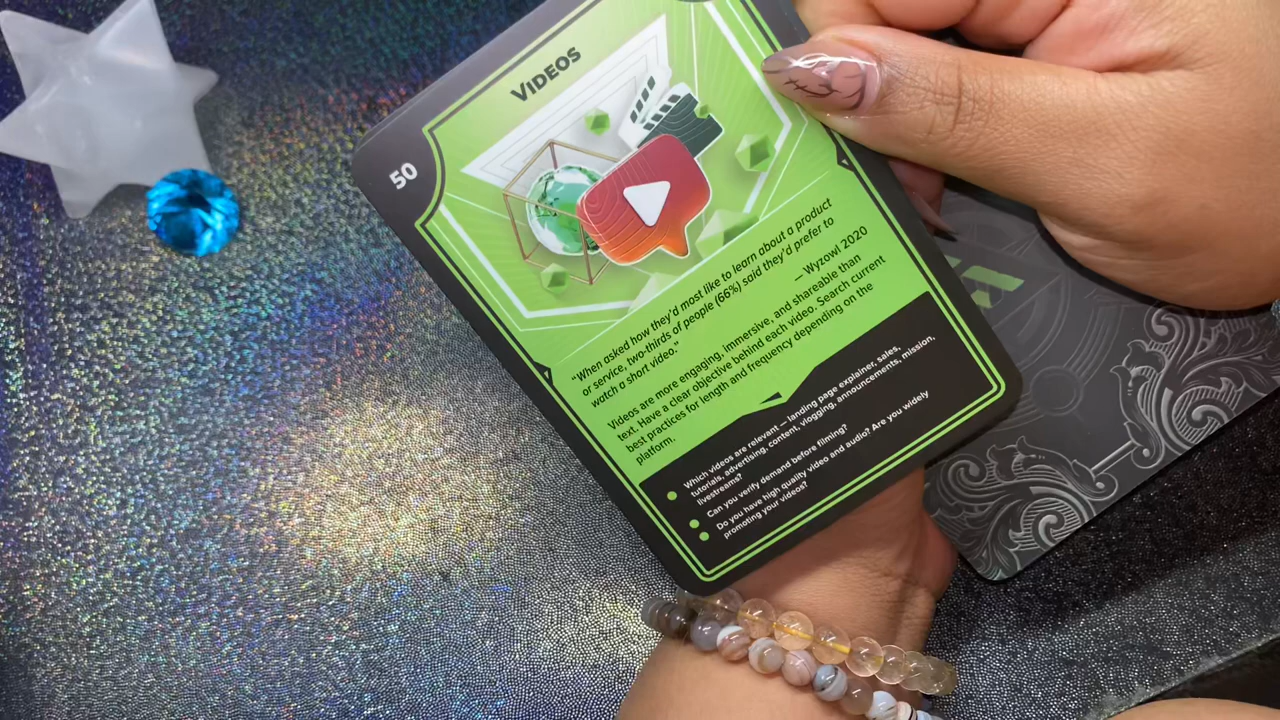 50
VIDEOS
"When asked how they'd most like to learn about a product
or service, two-thirds of people (66%) said they'd prefer to
watch a short video."
— Wyzowl 2020
Videos are more engaging, immersive, and shareable than
text. Have a clear objective behind each video. Search current
best practices for length and frequency depending on the
platform.
Which videos are relevant — landing page explainer, sales,
tutorials, advertising, content, vlogging, announcements, mission,
livestreams?
Can you verify demand before filming?
Do you have high quality video and audio? Are you widely
promoting your videos?